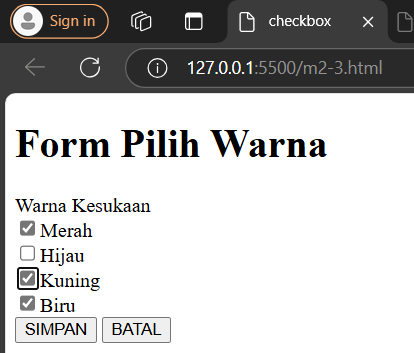 Sign in
checkbox
127.0.0.1:5500/m2-3.html
Form Pilih Warna
Warna Kesukaan
Merah
Hijau
Kuning
Biru
SIMPAN BATAL